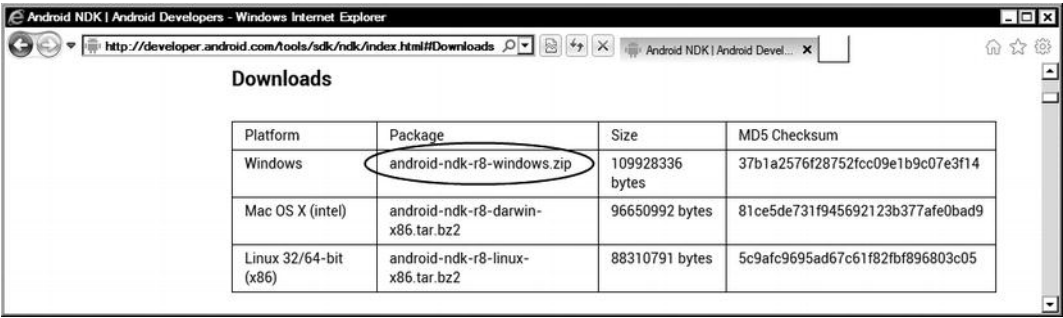 Android NDK | Android Developers - Windows Internet Explorer
http://developer.android.com/tools/sdk/ndk/index.html#Downloads
Android NDK | Android Devel...
Downloads
Platform Package Size MD5 Checksum
Windows android-ndk-r8-windows.zip 109928336 37b1a2576f28752fcc09e1b9c07e3f14
bytes
Mac OS X (intel) android-ndk-r8-darwin- 96650992 bytes 81ce5de731f945692123b377afe0bad9
x86.tar.bz2
Linux 32/64-bit android-ndk-r8-linux- 88310791 bytes 5c9afc9695ad67c61f82fbf896803c05
(x86) x86.tar.bz2